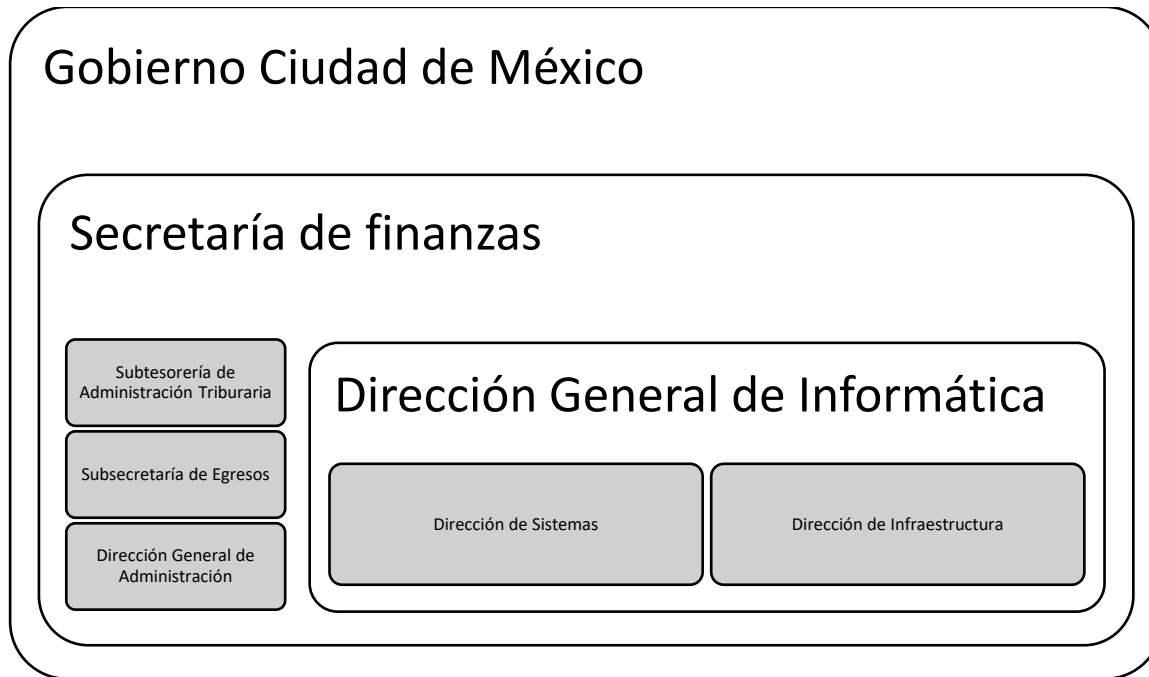 Gobierno Ciudad de México
Secretaría de finanzas
Subtesorería de
Administración Triburaria
Subsecretaría de Egresos
Dirección General de
Administración
Dirección General de Informática
Dirección de Sistemas
Dirección de Infraestructura